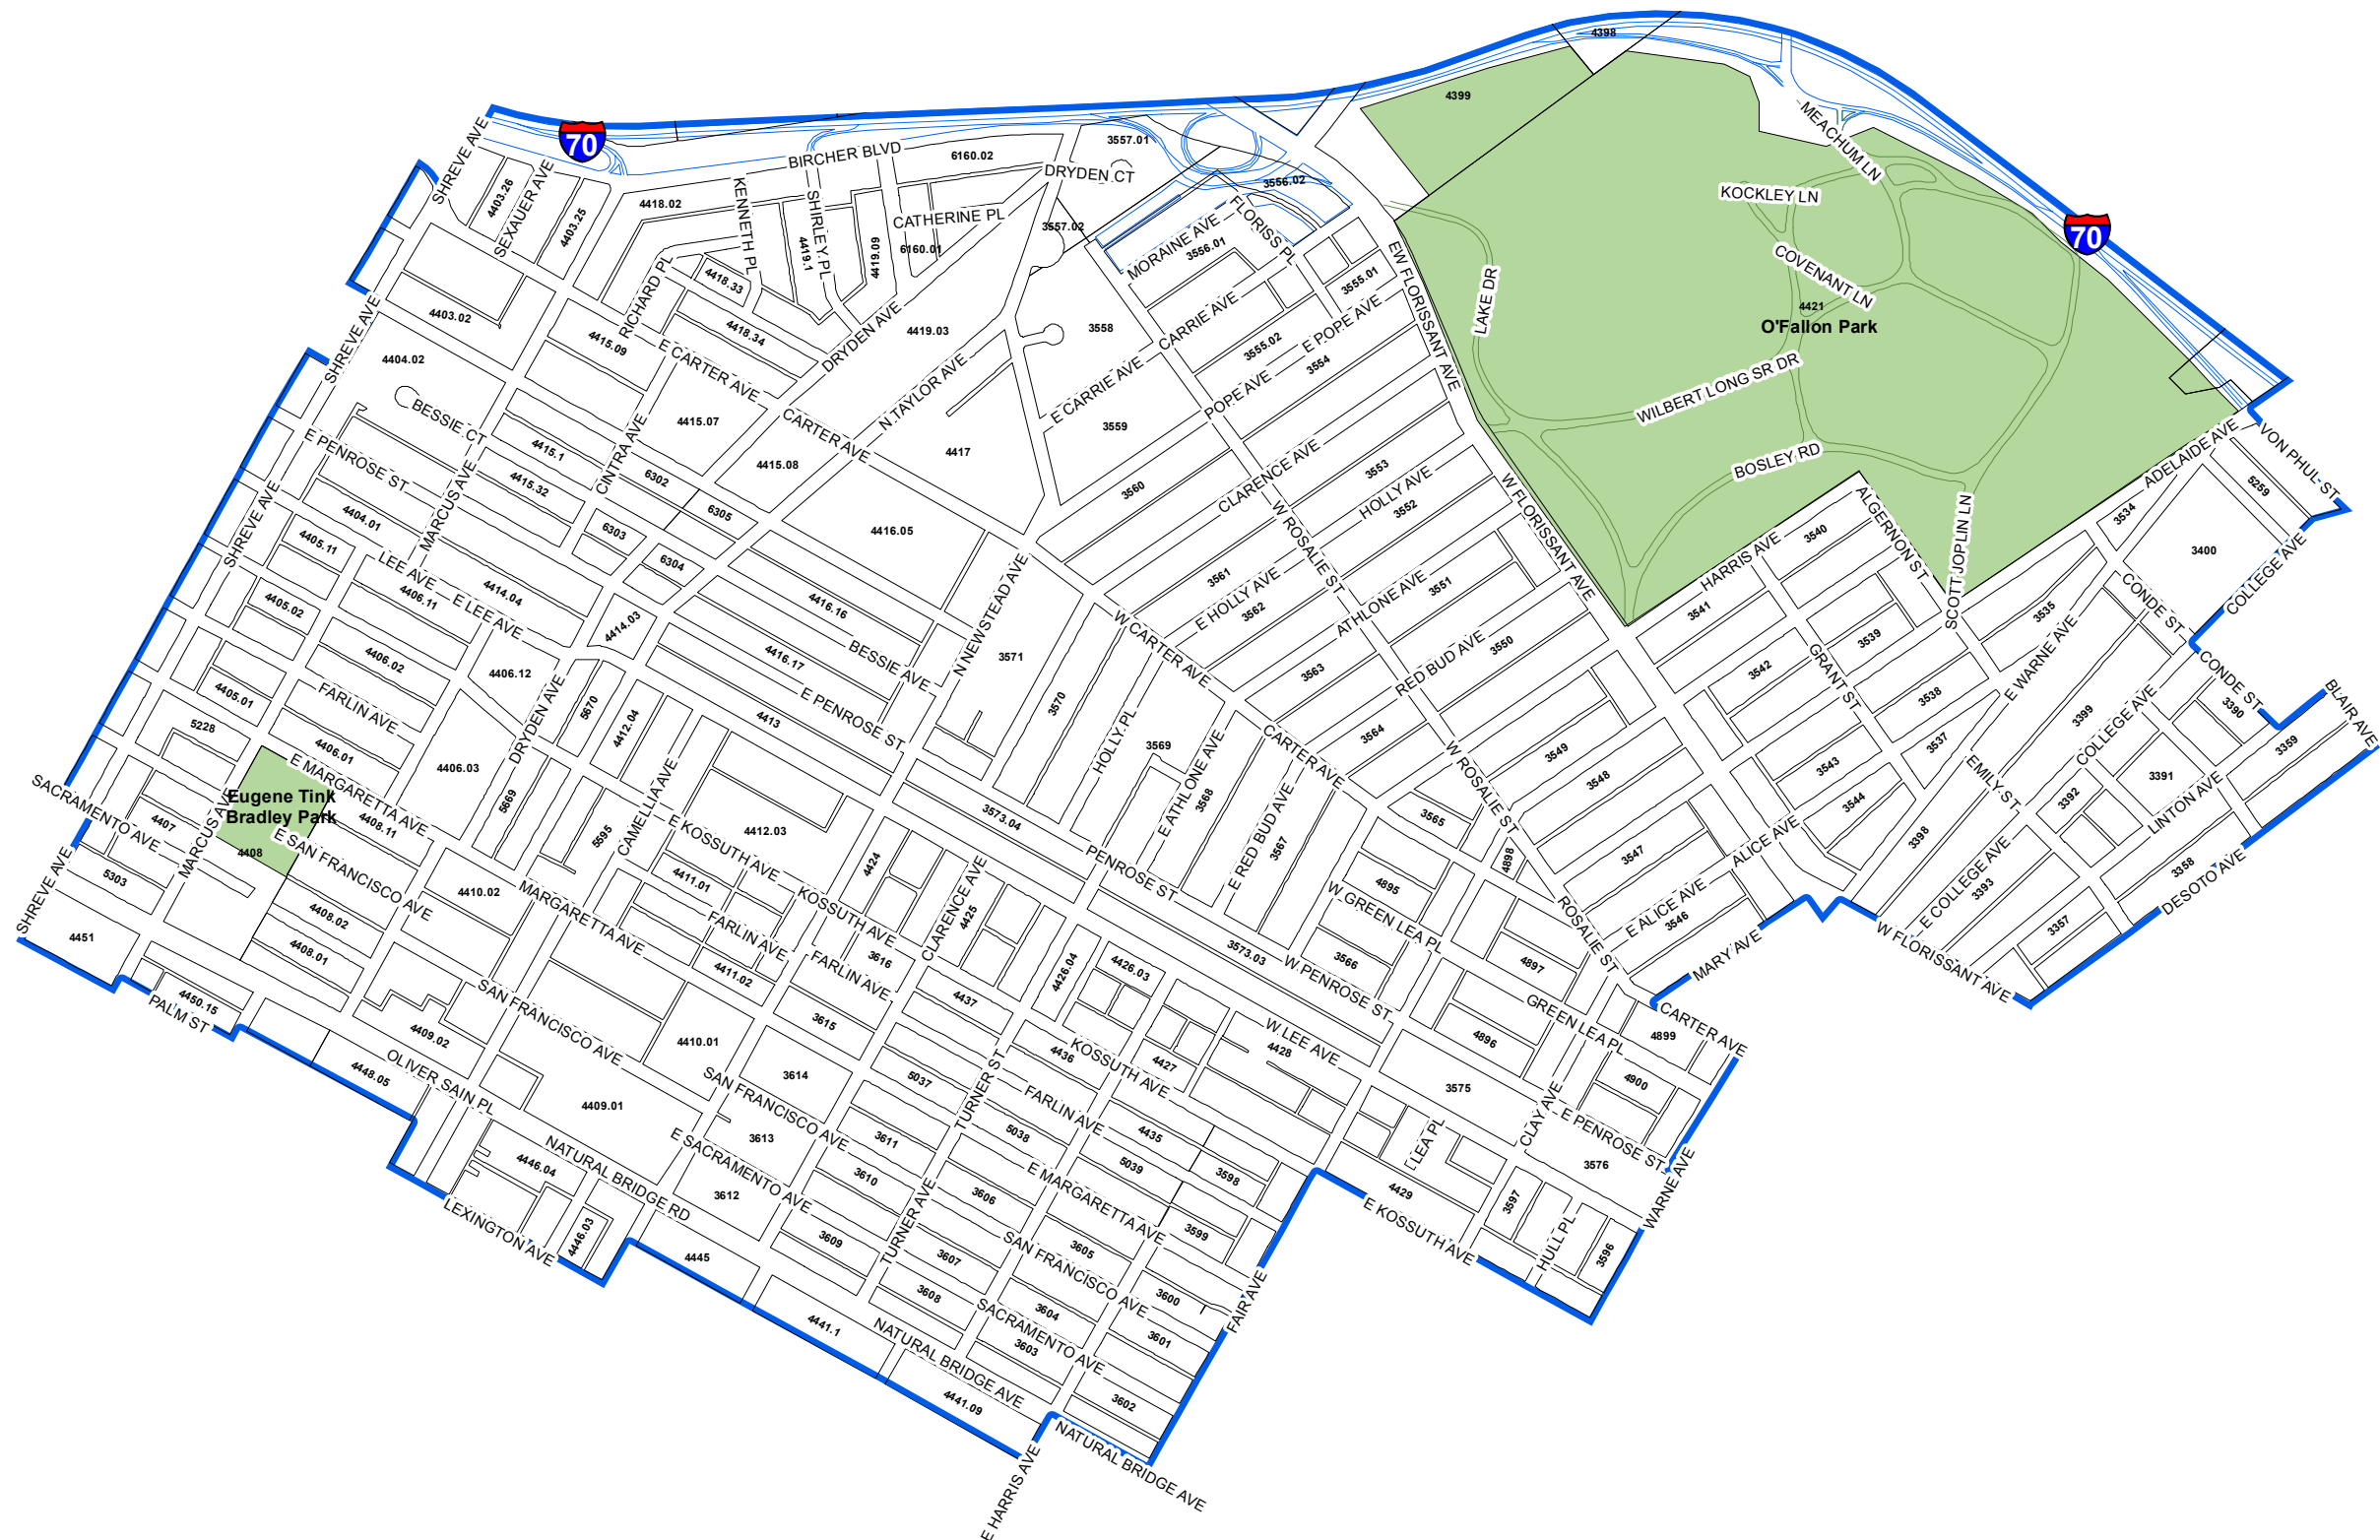 4398
4399
70
SHREVE AVE
MEACHUM LN
3557.01
BIRCHER BLVD
6160.02
DRYDEN CT
3556.02
KOCKLEY LN
4403.26
SEXAUER AVE
4403.25
4418.02
KENNETH PL
SHIRLEY PL
4419.1
4419.09
CATHERINE PL
6160.01
3557.02
FLORISS PL
MORAINE AVE
3556.01
70
COVENANT LN
4421
O'Fallon Park
RICHARD PL
4418.33
4418.34
3555.01
EW FLORISSANT AVE
LAKE DR
SHREVE AVE
4403.02
4415.09
E CARTER AVE
DRYDEN AVE
4419.03
3558
CARRIE AVE
E CARRIE AVE
3555.02
E POPE AVE
3554
POPE AVE
4404.02
BESSIE CT
N TAYLOR AVE
WILBERT LONG SR DR
4415.07
CARTER AVE
4417
3559
BOSLEY RD
ADELAIDE AVE
VON PHUL ST
E PENROSE ST
MARCUS AVE
4415.1
CINTRA AVE
4415.08
4415.32
6302
6305
3560
CLARENCE AVE
3553
HOLLY AVE
3552
W FLORISSANT AVE
W ROSALIE ST
ALGERNON ST
SCOTT JOPLIN LN
5259
3534
SHREVE AVE
4404.01
4405.11
6303
6304
4416.05
HARRIS AVE
3540
3400
COLLEGE AVE
LEE AVE
4406.11
E LEE AVE
4414.04
4414.03
4416.16
BESSIE AVE
N NEWSTEAD AVE
3561
E HOLLY AVE
3562
ATHLONE AVE
3551
3541
3535
CONDE ST
4405.02
4406.02
4406.12
4416.17
3571
W CARTER AVE
3563
RED BUD AVE
3550
3542
3539
GRANT ST
E WARNE AVE
CONDE ST
4405.01
FARLIN AVE
DRYDEN AVE
5670
4412.04
4413
E PENROSE ST
3570
HOLLY PL
3569
E ATHLONE AVE
CARTER AVE
3564
W ROSALIE ST
3549
3548
3538
3537
3399
COLLEGE AVE
3390
BLAIR AVE
3359
5228
4406.01
E MARGARETTA AVE
4406.03
3543
3544
EMILY ST
3391
3392
LINTON AVE
SACRAMENTO AVE
4407
MARCUS AVE
Eugene Tink
Bradley Park
4408
4408.11
E SAN FRANCISCO AVE
5669
5595
CAMELLIA AVE
E KOSSUTH AVE
4412.03
3573.04
PENROSE ST
3568
E RED BUD AVE
3567
3565
4898
3547
ALICE AVE
3398
E COLLEGE AVE
3393
3358
DESOTO AVE
SHREVE AVE
5303
4451
4408.02
4408.01
4410.02
MARGARETTA AVE
4411.01
FARLIN AVE
KOSSUTH AVE
4424
CLARENCE AVE
4425
4895
W GREEN LEA PL
ROSALIE ST
E ALICE AVE
3546
MARY AVE
W FLORISSANT AVE
3357
4450.15
PALM ST
4409.02
SAN FRANCISCO AVE
4411.02
FARLIN AVE
3616
4437
4426.04
4426.03
3573.03
W PENROSE ST
3566
4897
GREEN LEA PL
4896
CARTER AVE
4899
4900
OLIVER SAIN PL
4448.05
4410.01
3615
3614
4436
KOSSUTH AVE
4427
W LEE AVE
4428
3575
4409.01
SAN FRANCISCO AVE
5037
TURNER ST
FARLIN AVE
5038
4435
CLAY AVE
E PENROSE ST
LEA PL
3576
NATURAL BRIDGE RD
4446.04
E SACRAMENTO AVE
3613
3612
3611
3610
5039
3598
4429
E KOSSUTH AVE
3597
HULL PL
3596
WARNE AVE
LEXINGTON AVE
4446.03
4445
3609
TURNER AVE
3606
E MARGARETTA AVE
3599
3607
3605
SAN FRANCISCO AVE
3600
FAIR AVE
4441.1
3608
SACRAMENTO AVE
3604
3601
NATURAL BRIDGE AVE
3603
3602
4441.09
E HARRIS AVE
NATURAL BRIDGE AVE